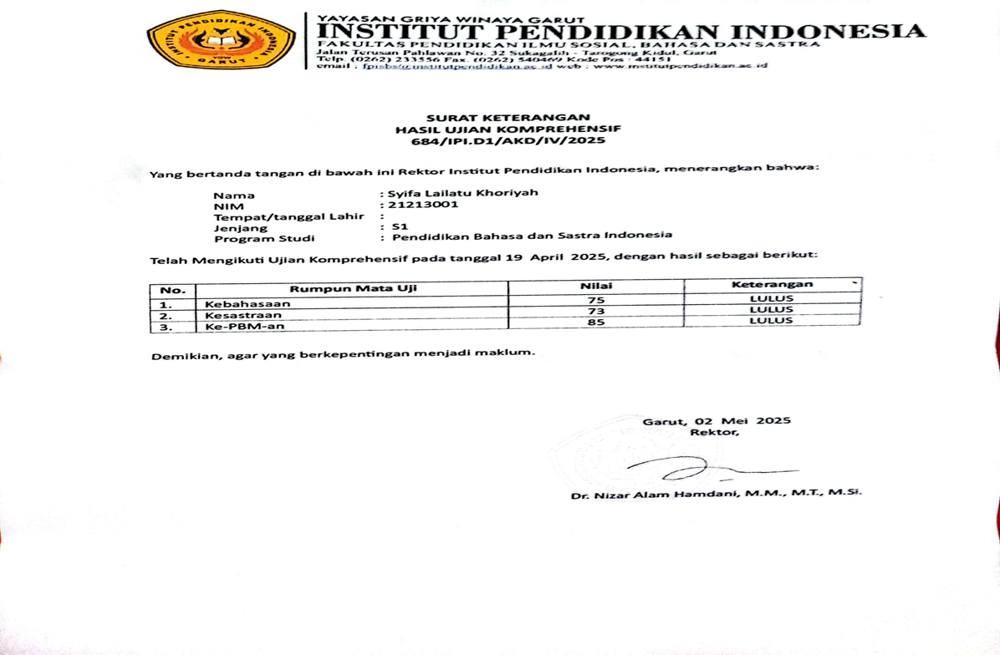 INSTITUT PENDIDIKAN INDONESIA
YGW
GARUT
YAYASAN GRIYA WINAYA GARUT
INSTITUT PENDIDIKAN INDONESIA
FAKULTAS PENDIDIKAN ILMU SOSIAL, BAHASA DAN SASTRA
Jalan Terusan Pahlawan No. 32 Sukagalih - Tarogong Kidul, Garut
Telp. (0262) 233556 Fax. (0262) 540469 Kode Pos : 44151
email : fpisbs@institutpendidikan.ac.id web : www.institutpendidikan.ac.id
SURAT KETERANGAN
HASIL UJIAN KOMPREHENSIF
684/IPI.D1/AKD/IV/2025
Yang bertanda tangan di bawah ini Rektor Institut Pendidikan Indonesia, menerangkan bahwa:
Nama : Syifa Lailatu Khoriyah
NIM : 21213001
Tempat/tanggal Lahir :
Jenjang : S1
Program Studi : Pendidikan Bahasa dan Sastra Indonesia
Telah Mengikuti Ujian Komprehensif pada tanggal 19 April 2025, dengan hasil sebagai berikut:
No. Rumpun Mata Uji Nilai Keterangan
1. Kebahasaan 75 LULUS
2. Kesastraan 73 LULUS
3. Ke-PBM-an 85 LULUS
Demikian, agar yang berkepentingan menjadi maklum.
Garut, 02 Mei 2025
Rektor,
Dr. Nizar Alam Hamdani, M.M., M.T., M.Si.